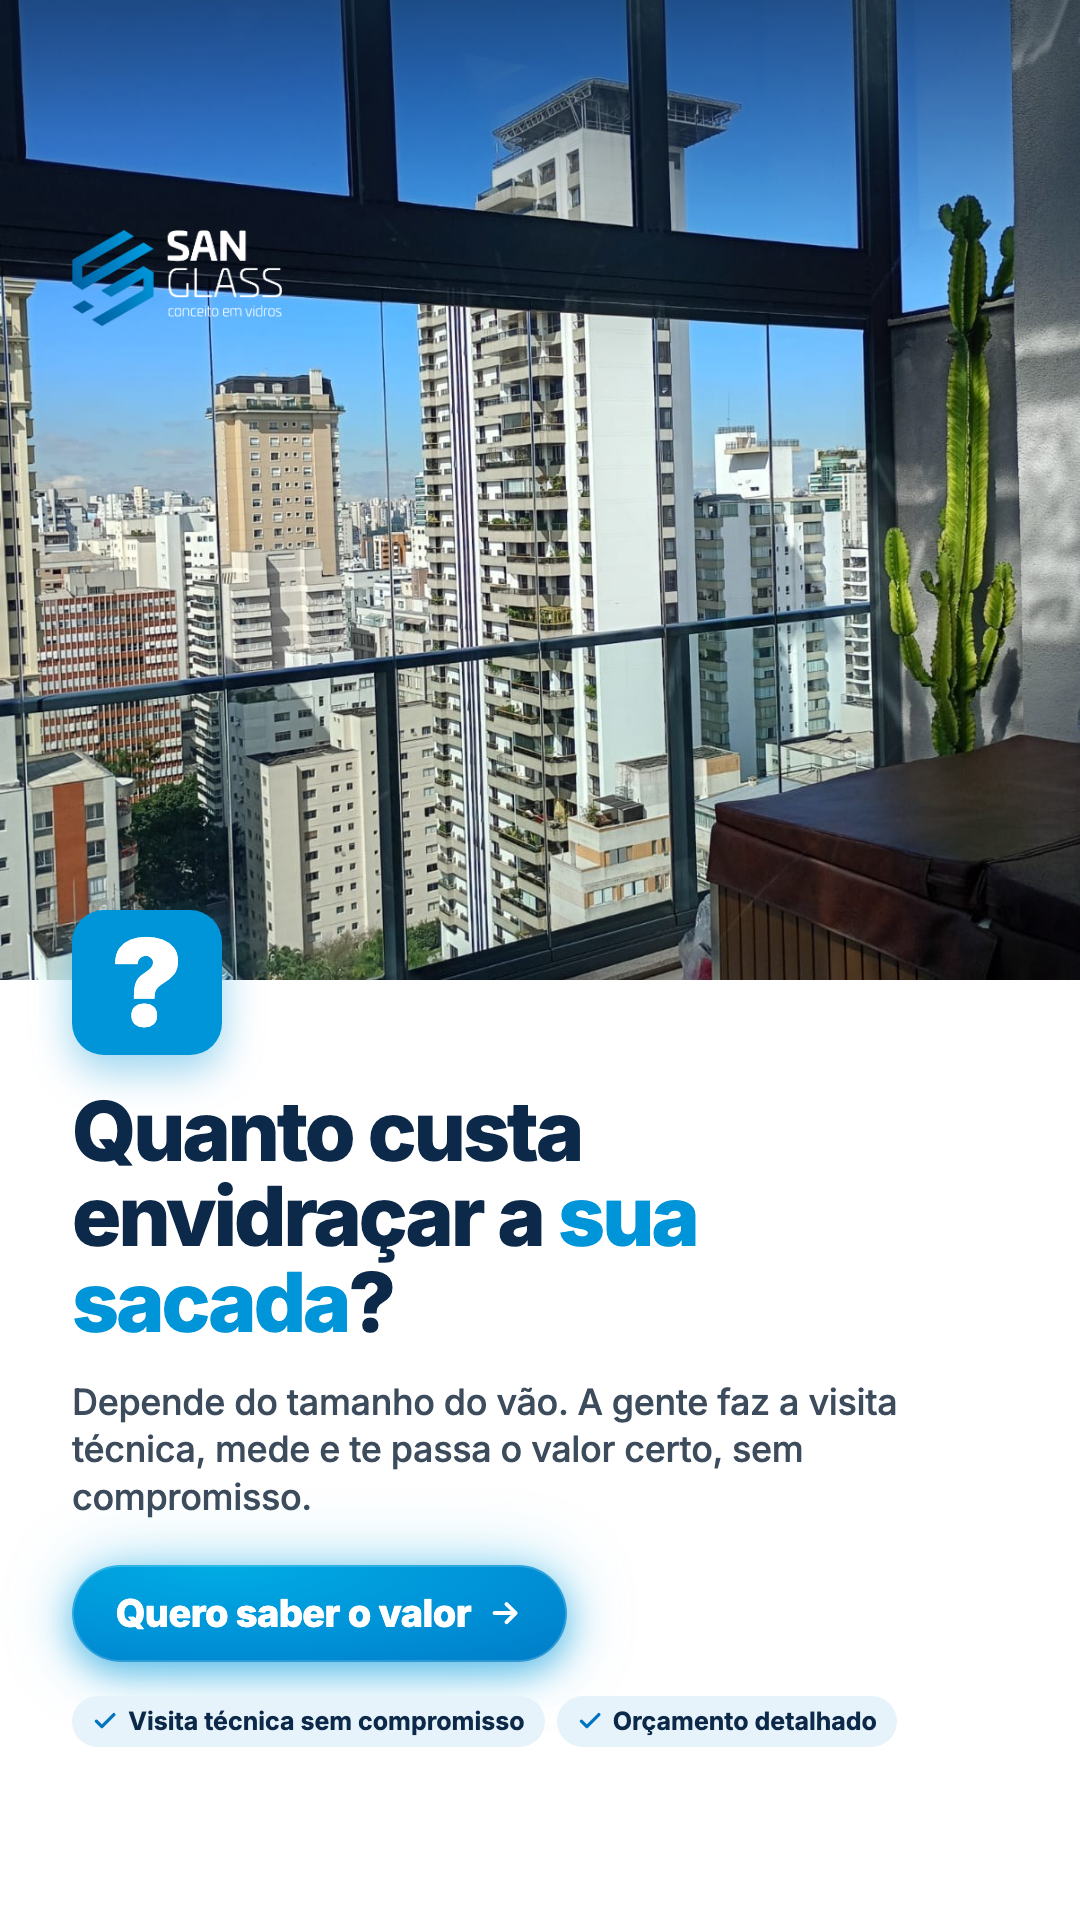 SAN
GLASS
conceito em vidros
?
Quanto custa
envidraçar a sua
sacada?
Depende do tamanho do vão. A gente faz a visita
técnica, mede e te passa o valor certo, sem
compromisso.
Quero saber o valor →
✓ Visita técnica sem compromisso ✓ Orçamento detalhado